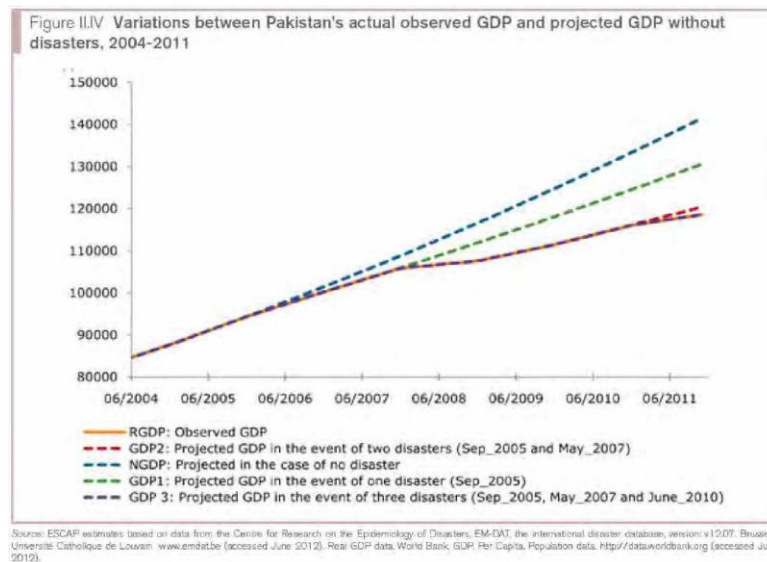 Figure II.IV Variations between Pakistan's actual observed GDP and projected GDP without
disasters, 2004-2011
150000
140000
130000
120000
110000
100000
90000
80000
06/2004 06/2005 06/2006 06/2007 06/2008 06/2009 06/2010 06/2011
RGDP: Observed GDP
GDP2: Projected GDP in the event of two disasters (Sep_2005 and May_2007)
NGDP: Projected in the case of no disaster
GDP1: Projected GDP in the event of one disaster (Sep_2005)
GDP 3: Projected GDP in the event of three disasters (Sep_2005, May_2007 and June_2010)
Source: ESCAP estimates based on data from the Centre for Research on the Epidemiology of Disasters, EM-DAT, the international disaster database, version v12.07.
Université Catholique de Louvain www.emdat.be (accessed June 2012). Real GDP data, World Bank, GDP, Per Capita, Population data, http//dataworldbank.org (accessed
2012).